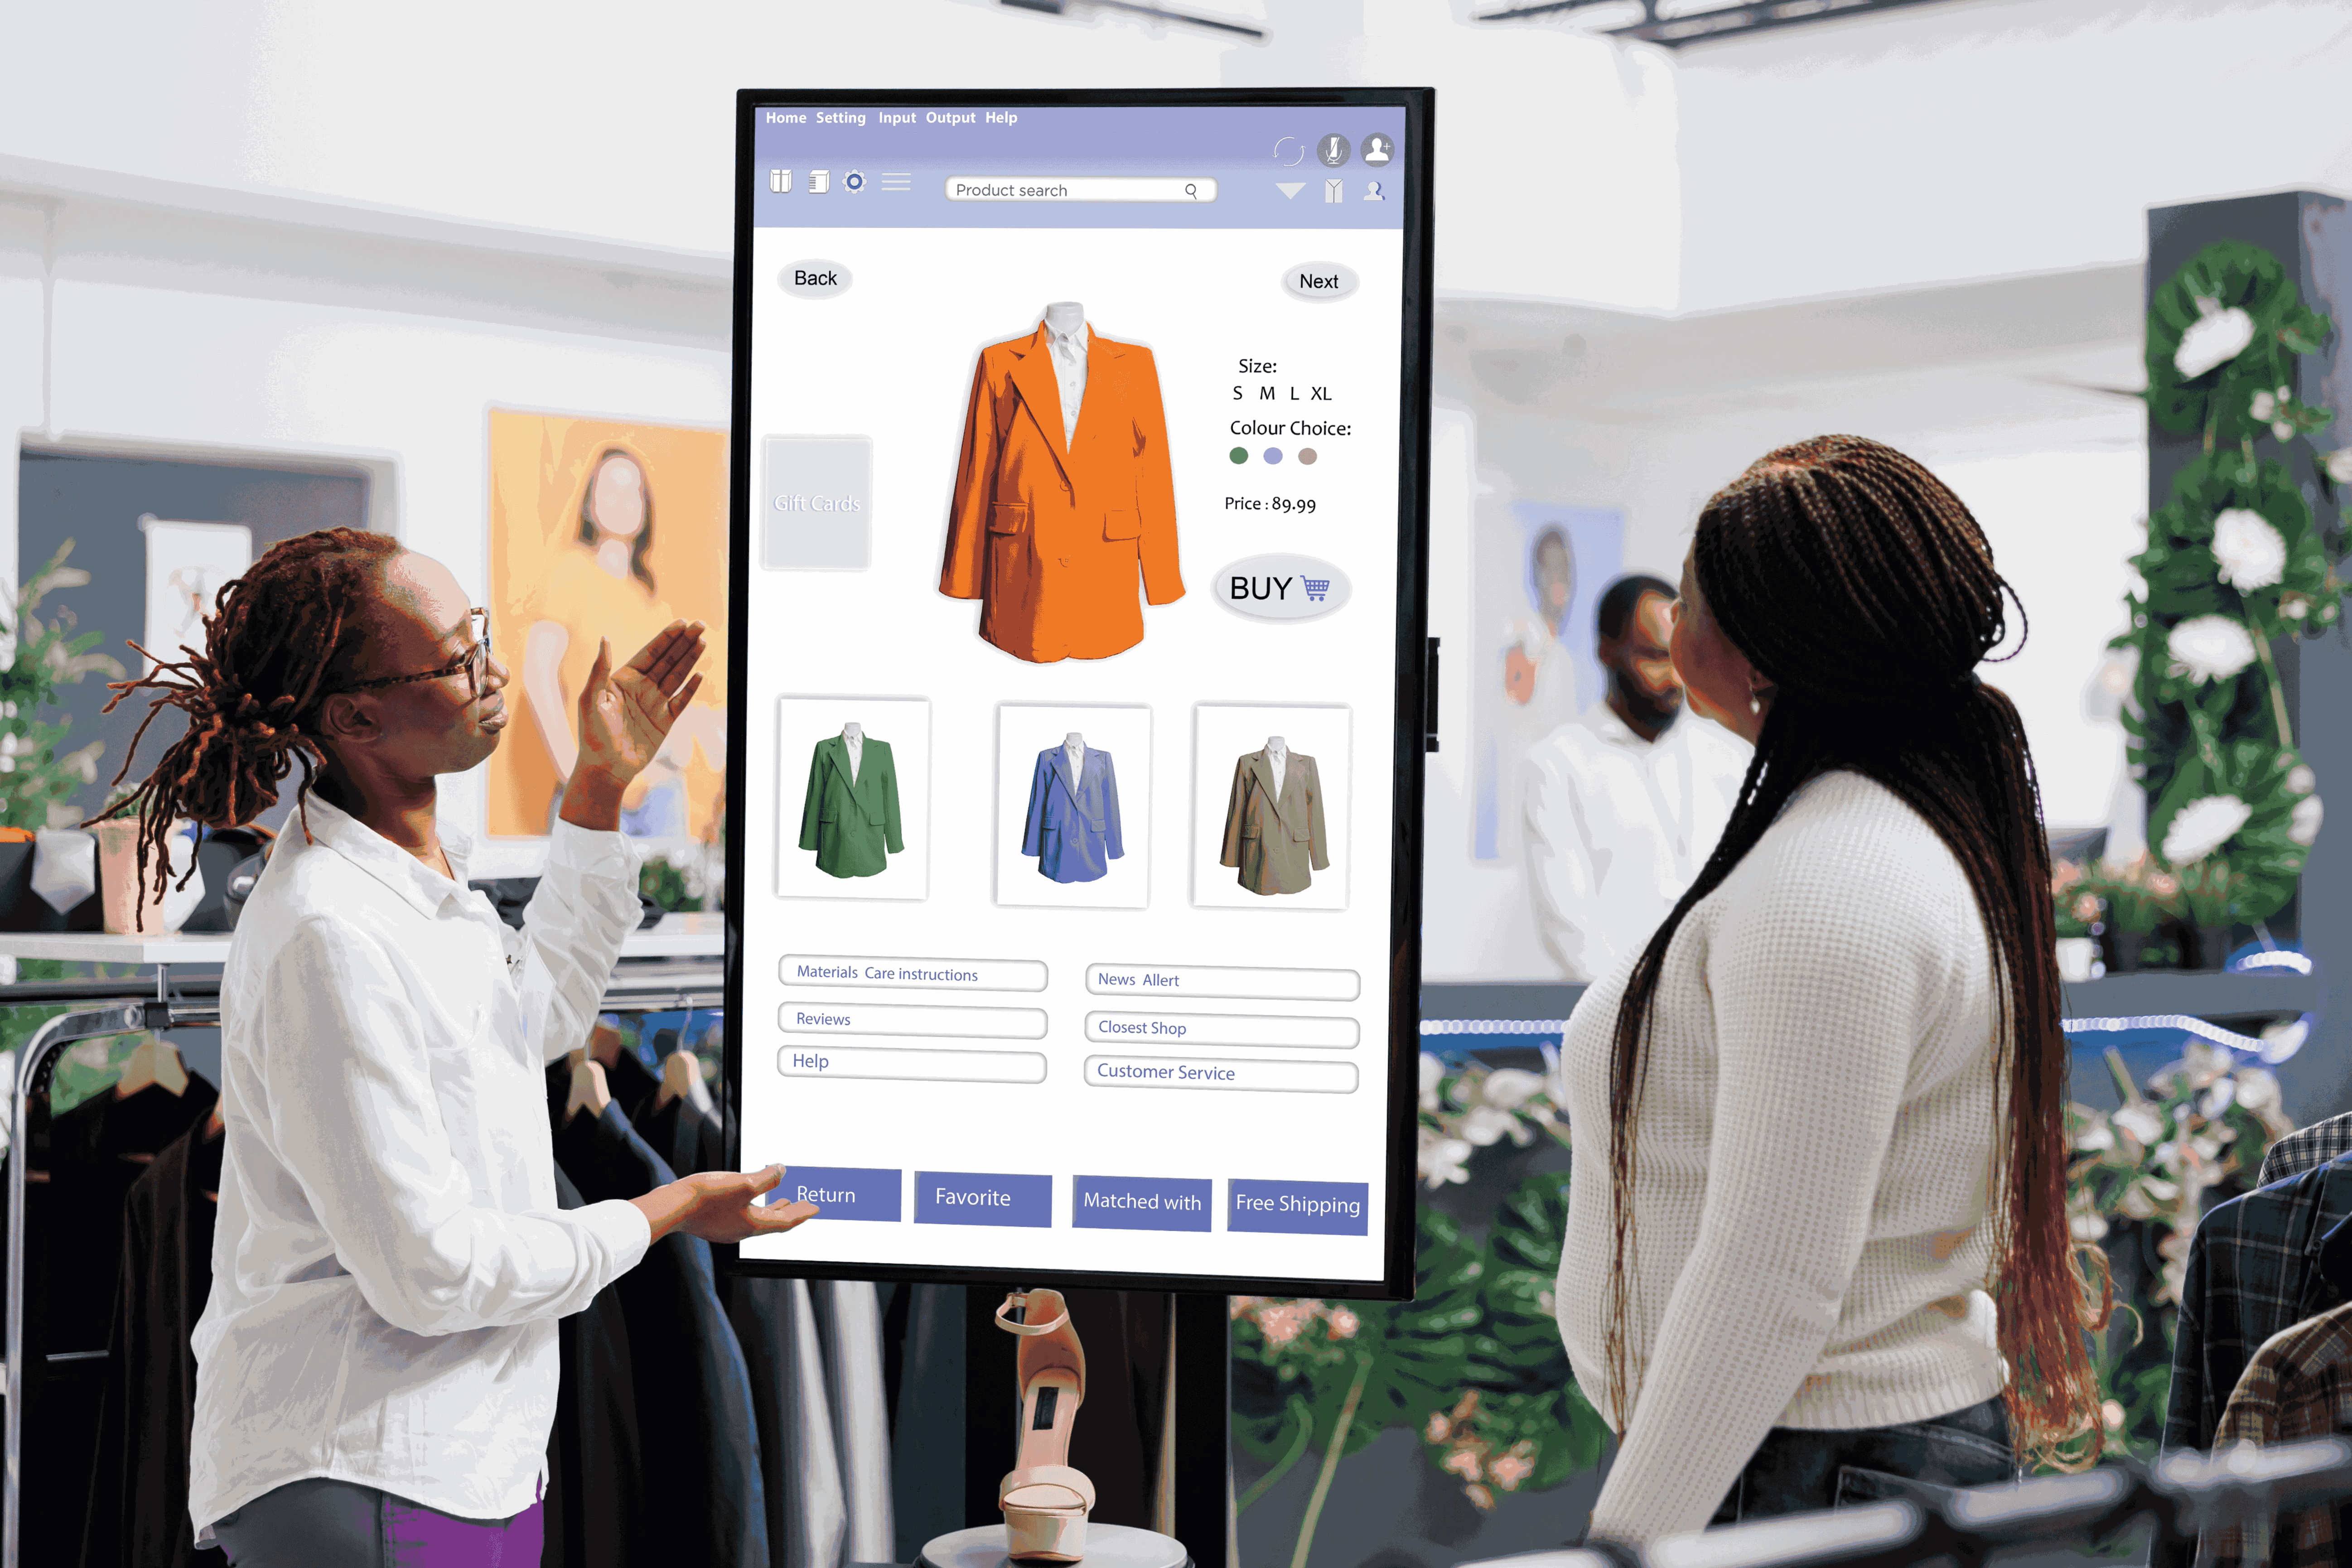 Home Setting Input Output Help
Product search
Back
Next
Size:
S M L XL
Colour Choice:
Gift Cards
Price : 89.99
BUY
Materials Care instructions
News Allert
Reviews
Closest Shop
Help
Customer Service
Return
Favorite
Matched with
Free Shipping